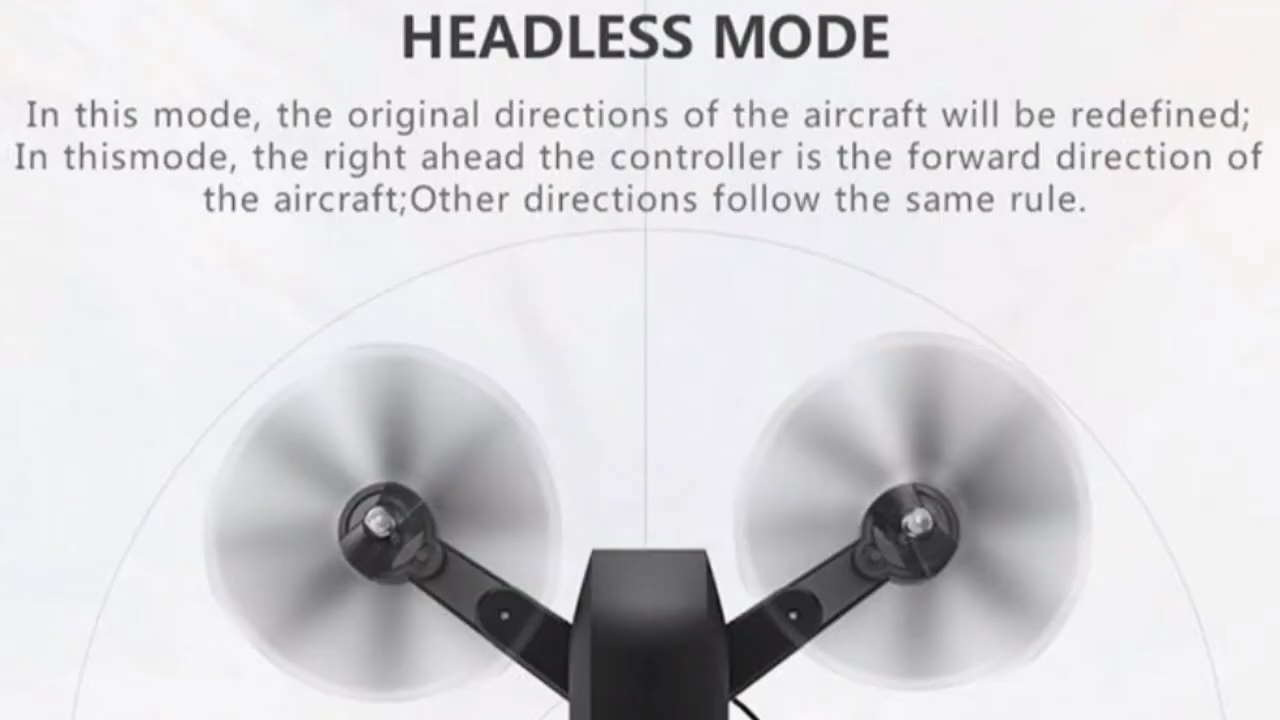 HEADLESS MODE
In this mode, the original directions of the aircraft will be redefined;
In thismode, the right ahead the controller is the forward direction of
the aircraft;Other directions follow the same rule.